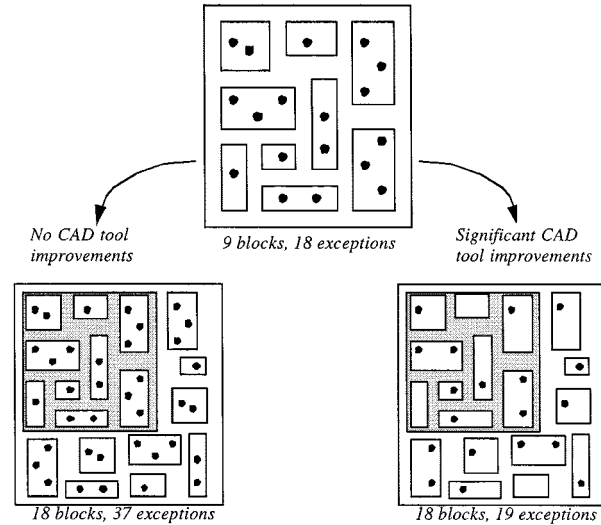 9 blocks, 18 exceptions
No CAD tool
improvements
Significant CAD
tool improvements
18 blocks, 37 exceptions
18 blocks, 19 exceptions